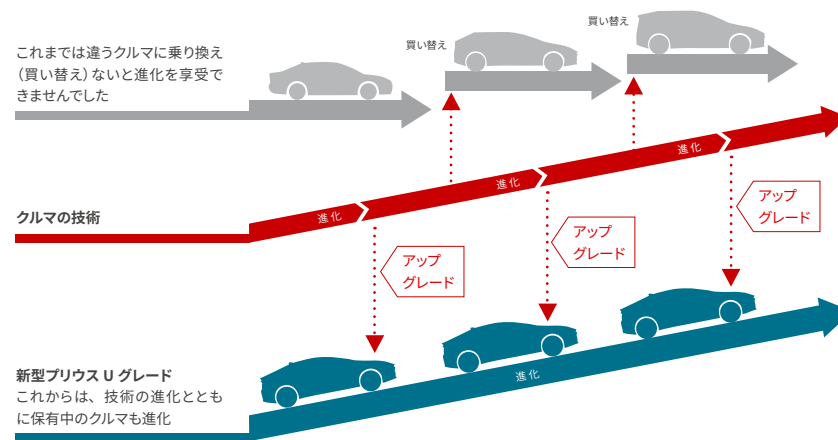 買い替え
買い替え
これまでは違うクルマに乗り換え
（買い替え）ないと進化を享受で
きませんでした
進化
進化
進化
クルマの技術
アップ
グレード
アップ
グレード
アップ
グレード
新型プリウス U グレード
これからは、技術の進化ととも
に保有中のクルマも進化
進化